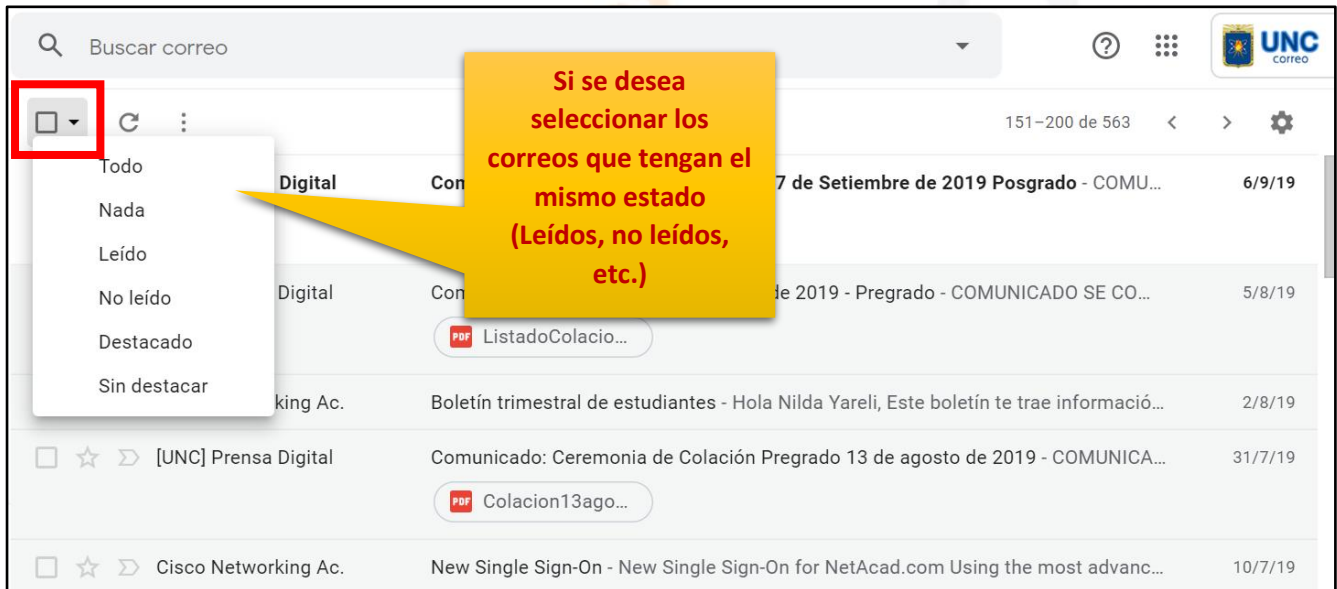 Buscar correo
UNC
correo
Si se desea
seleccionar los
correos que tengan el
mismo estado
(Leídos, no leídos,
etc.)
151–200 de 563
Todo
Nada
Leído
No leído
Destacado
Sin destacar
Digital 7 de Setiembre de 2019 Posgrado - COMU... 6/9/19
Digital de 2019 - Pregrado - COMUNICADO SE CO... 5/8/19
PDF ListadoColacio...
king Ac. Boletín trimestral de estudiantes - Hola Nilda Yareli, Este boletín te trae informació... 2/8/19
[UNC] Prensa Digital Comunicado: Ceremonia de Colación Pregrado 13 de agosto de 2019 - COMUNICA... 31/7/19
PDF Colacion13ago...
Cisco Networking Ac. New Single Sign-On - New Single Sign-On for NetAcad.com Using the most advanc... 10/7/19